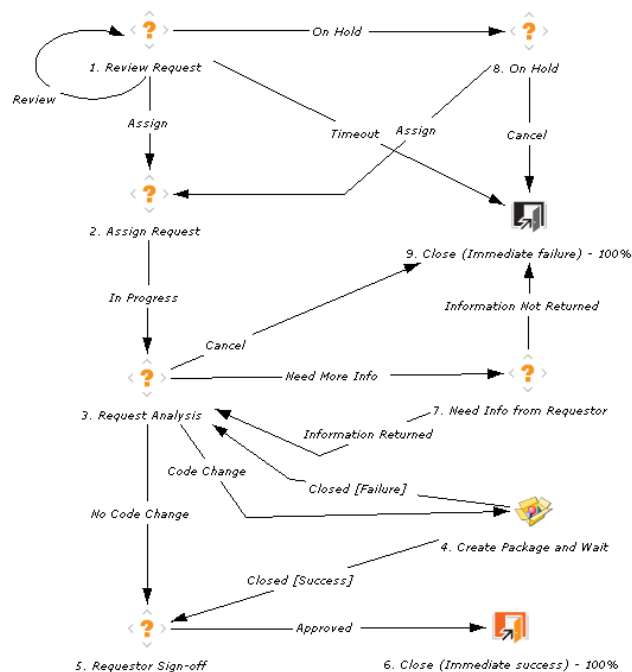 On Hold
1. Review Request
8. On Hold
Review
Assign
Timeout
Assign
Cancel
2. Assign Request
9. Close (Immediate failure) - 100%
In Progress
Information Not Returned
Cancel
Need More Info
3. Request Analysis
7. Need Info from Requestor
Information Returned
Code Change
Closed [Failure]
No Code Change
4. Create Package and Wait
Closed [Success]
Approved
5. Requestor Sign-off
6. Close (Immediate success) - 100%